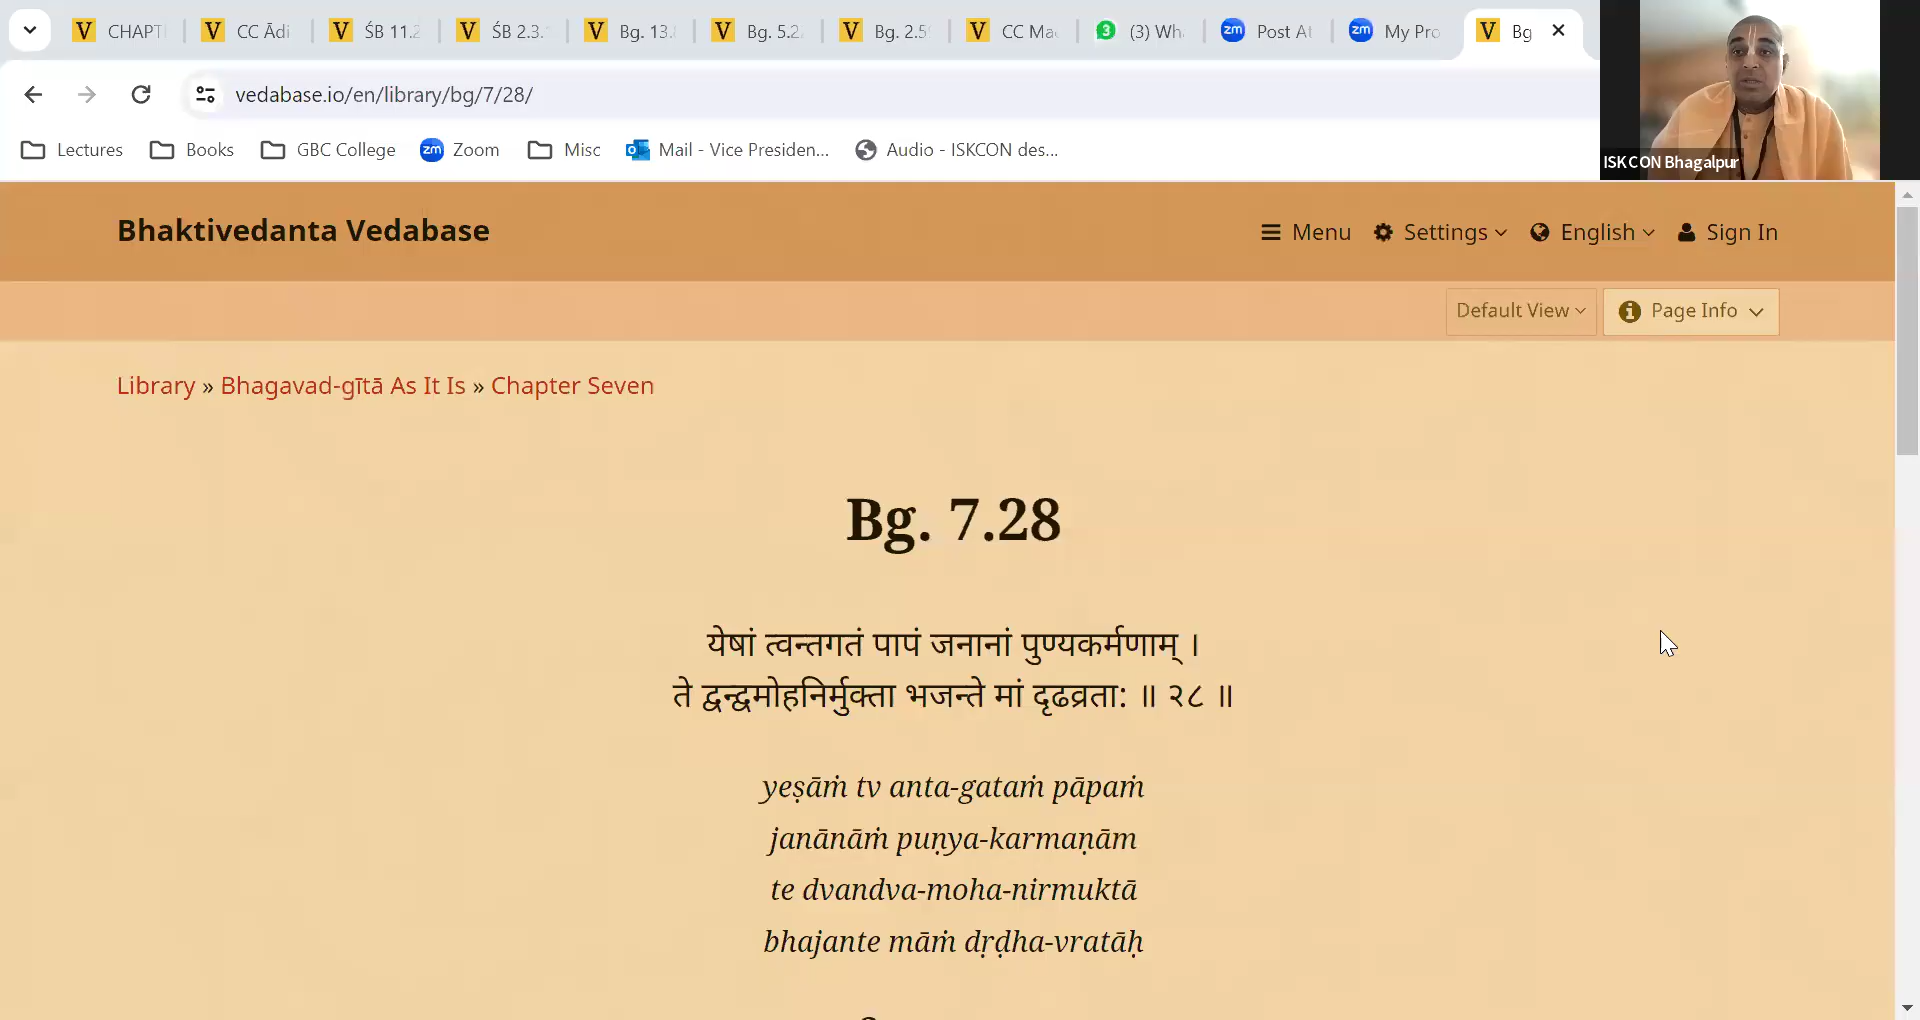 CHAPT
CC Ādi
ŚB 11.2
ŚB 2.3.
Bg. 13.
Bg. 5.2
Bg. 2.5
CC Ma
(3) Wh
Post At
My Pro
Bg
vedabase.io/en/library/bg/7/28/
Lectures
Books
GBC College
Zoom
Misc
Mail - Vice Presiden...
Audio - ISKCON des...
ISKCON Bhagalpur
Bhaktivedanta Vedabase
Menu
Settings
English
Sign In
Default View
Page Info
Library » Bhagavad-gītā As It Is » Chapter Seven
Bg. 7.28
येषां त्वन्तगतं पापं जनानां पुण्यकर्मणाम् ।
ते द्वन्द्वमोहनिर्मुक्ता भजन्ते मां दृढव्रता: ॥ २८ ॥
yeṣāṁ tv anta-gataṁ pāpaṁ
janānāṁ puṇya-karmaṇām
te dvandva-moha-nirmuktā
bhajante māṁ dṛḍha-vratāḥ